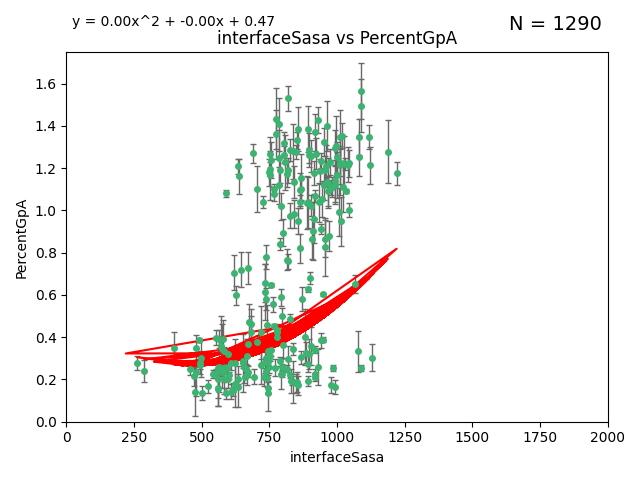 y = 0.00x^2 + -0.00x + 0.47
N = 1290
interfaceSasa vs PercentGpA
PercentGpA
1.6
1.4
1.2
1.0
0.8
0.6
0.4
0.2
0.0
0 250 500 750 1000 1250 1500 1750 2000
interfaceSasa